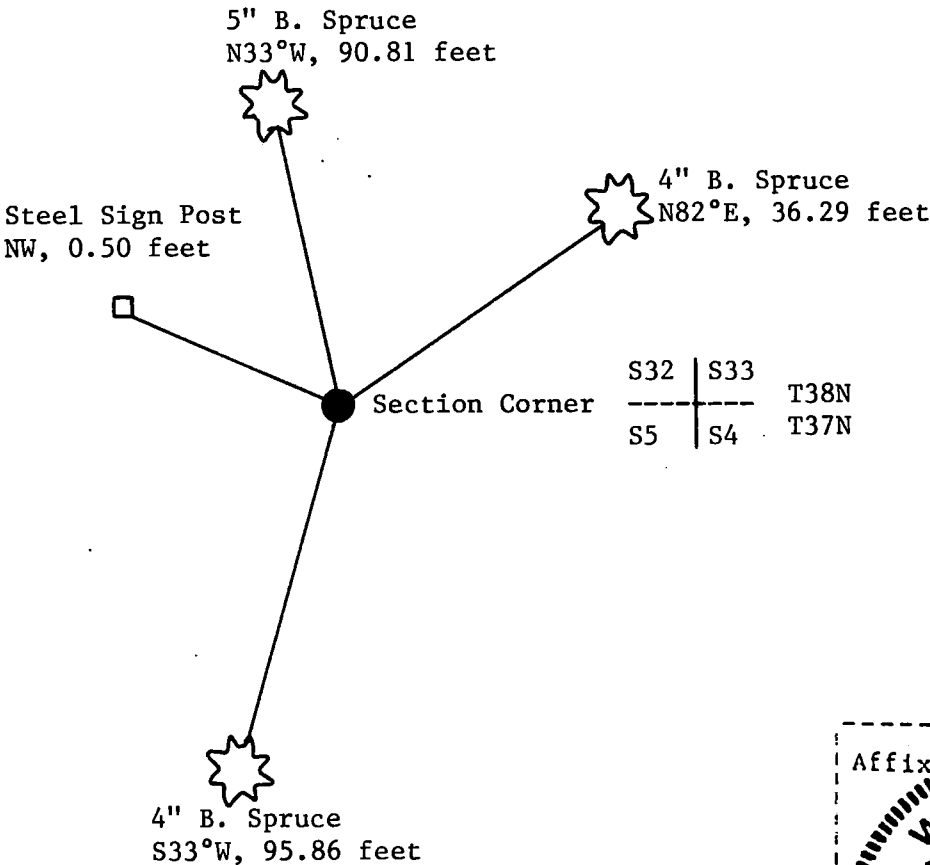 5" B. Spruce
N33°W, 90.81 feet
4" B. Spruce
N82°E, 36.29 feet
Steel Sign Post
NW, 0.50 feet
Section Corner
S32 S33
T38N
S5 S4
T37N
4" B. Spruce
S33°W, 95.86 feet
Affix